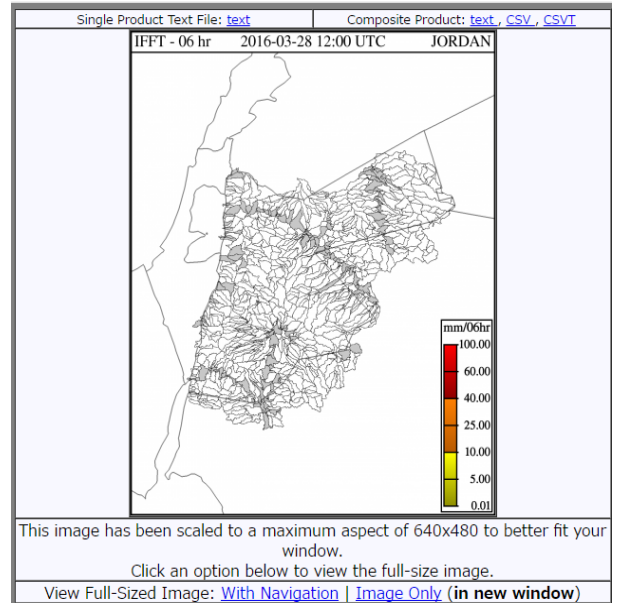 Single Product Text File: text
Composite Product: text , CSV , CSVT
IFFT - 06 hr 2016-03-28 12:00 UTC JORDAN
mm/06hr
100.00
60.00
40.00
25.00
10.00
5.00
0.01
This image has been scaled to a maximum aspect of 640x480 to better fit your
window.
Click an option below to view the full-size image.
View Full-Sized Image: With Navigation | Image Only (in new window)